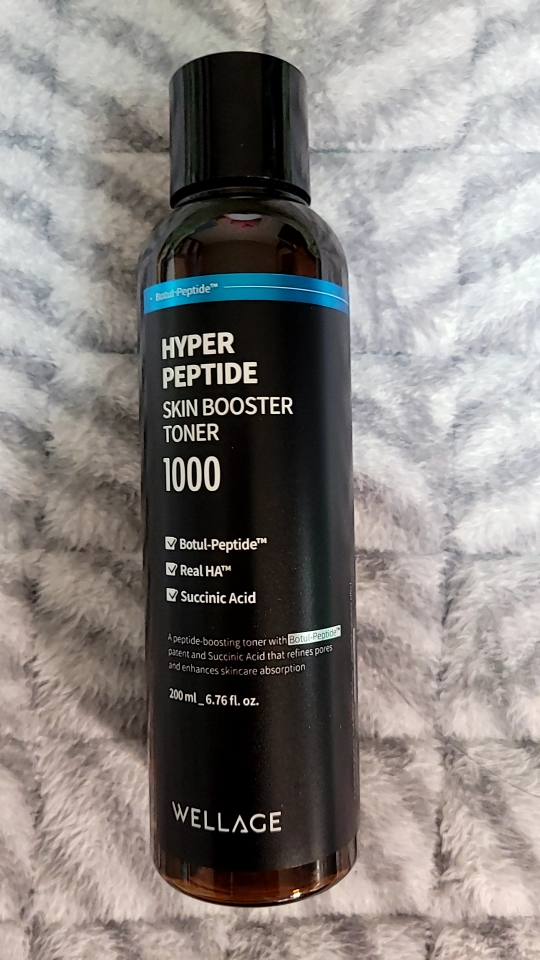 Botul-Peptide™
HYPER
PEPTIDE
SKIN BOOSTER
TONER
1000
Botul-Peptide™
Real HA™
Succinic Acid
A peptide-boosting toner with Botul-Peptide™
patent and Succinic Acid that refines pores
and enhances skincare absorption
200 ml _ 6.76 fl. oz.
WELLAGE